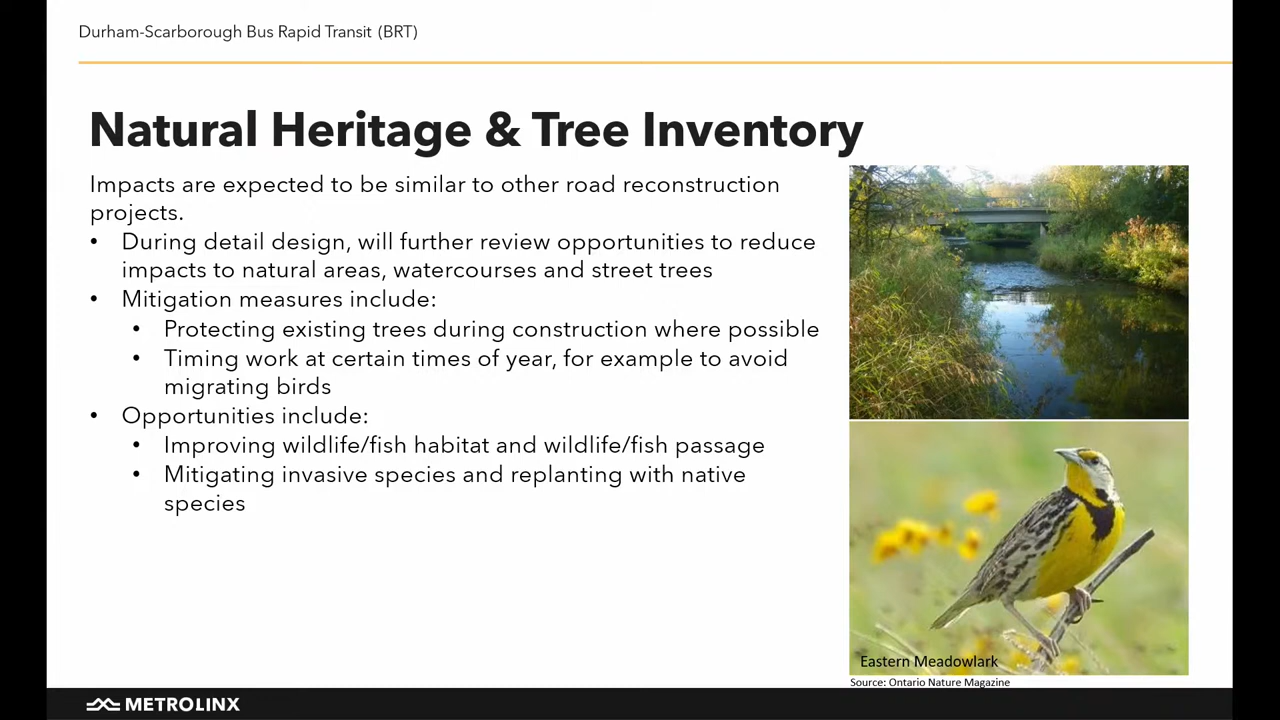 Durham-Scarborough Bus Rapid Transit (BRT)
Natural Heritage & Tree Inventory
Impacts are expected to be similar to other road reconstruction
projects.
• During detail design, will further review opportunities to reduce
impacts to natural areas, watercourses and street trees
• Mitigation measures include:
• Protecting existing trees during construction where possible
• Timing work at certain times of year, for example to avoid
migrating birds
• Opportunities include:
• Improving wildlife/fish habitat and wildlife/fish passage
• Mitigating invasive species and replanting with native
species
Eastern Meadowlark
Source: Ontario Nature Magazine
METROLINX